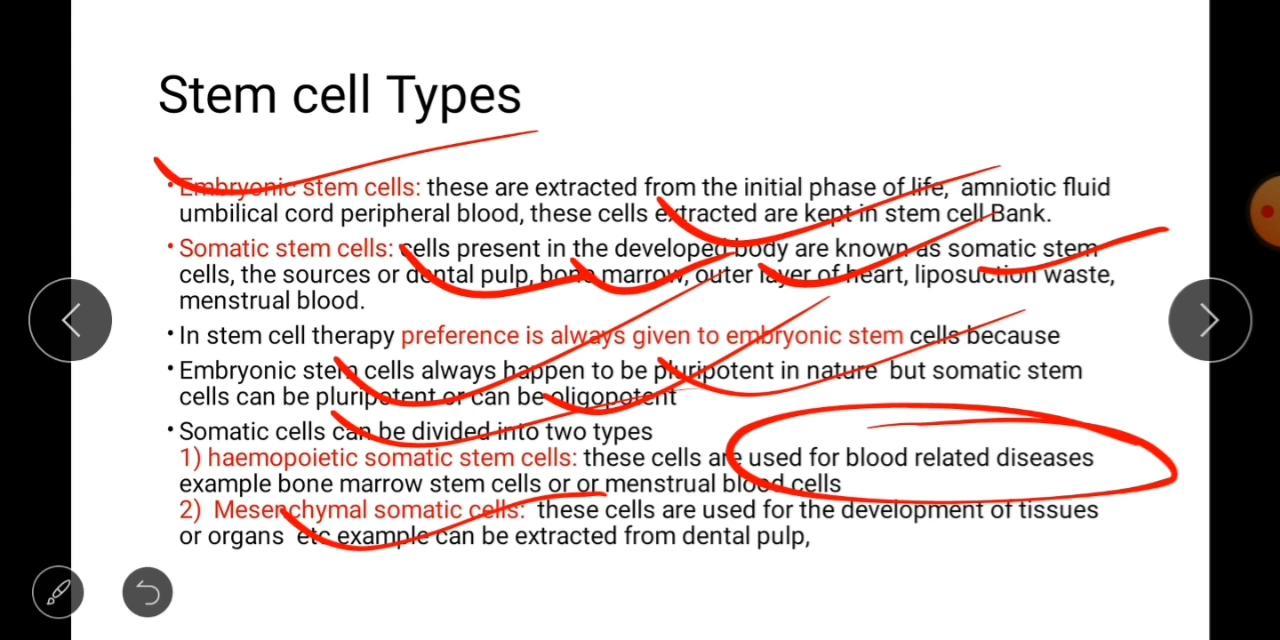 Stem cell Types
• Embryonic stem cells: these are extracted from the initial phase of life, amniotic fluid
umbilical cord peripheral blood, these cells extracted are kept in stem cell Bank.
• Somatic stem cells: cells present in the developed body are known as somatic stem
cells, the sources or dental pulp, bone marrow, outer layer of heart, liposuction waste,
menstrual blood.
• In stem cell therapy preference is always given to embryonic stem cells because
• Embryonic stem cells always happen to be pluripotent in nature but somatic stem
cells can be pluripotent or can be oligopotent
• Somatic cells can be divided into two types
1) haemopoietic somatic stem cells: these cells are used for blood related diseases
example bone marrow stem cells or or menstrual blood cells
2) Mesenchymal somatic cells: these cells are used for the development of tissues
or organs etc example can be extracted from dental pulp,